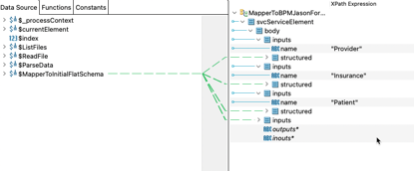 XPath Expression
Data Source Functions Constants
$_processContext
$currentElement
$index
$ListFiles
$ReadFile
$ParseData
$MapperToInitialFlatSchema
MapperToBPMJasonFor...
svcServiceElement
body
inputs
name "Provider"
structured
inputs
name "Insurance"
structured
inputs
name "Patient"
structured
inputs
outputs*
inouts*